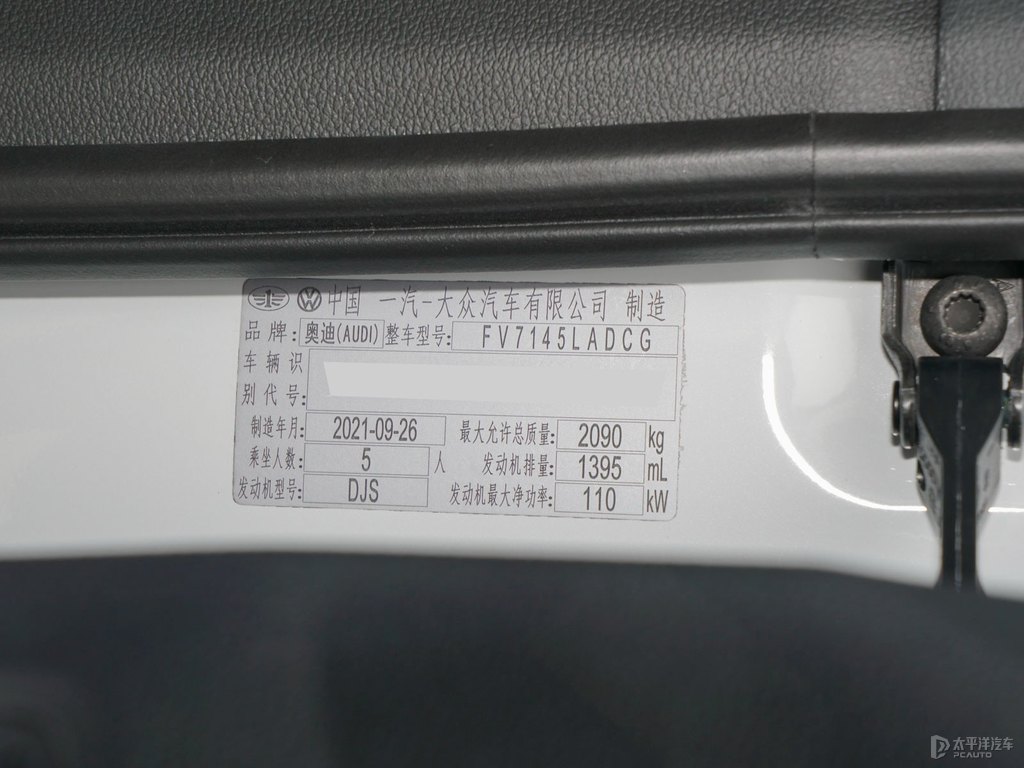 中国 一汽-大众汽车有限公司 制造
品牌: 奥迪(AUDI) 整车型号: FV7145LADCG
车辆识
别代号:
制造年月: 2021-09-26 最大允许总质量: 2090 kg
乘坐人数: 5 人 发动机排量: 1395 mL
发动机型号: DJS 发动机最大净功率: 110 kW
太平洋汽车
PCAUTO